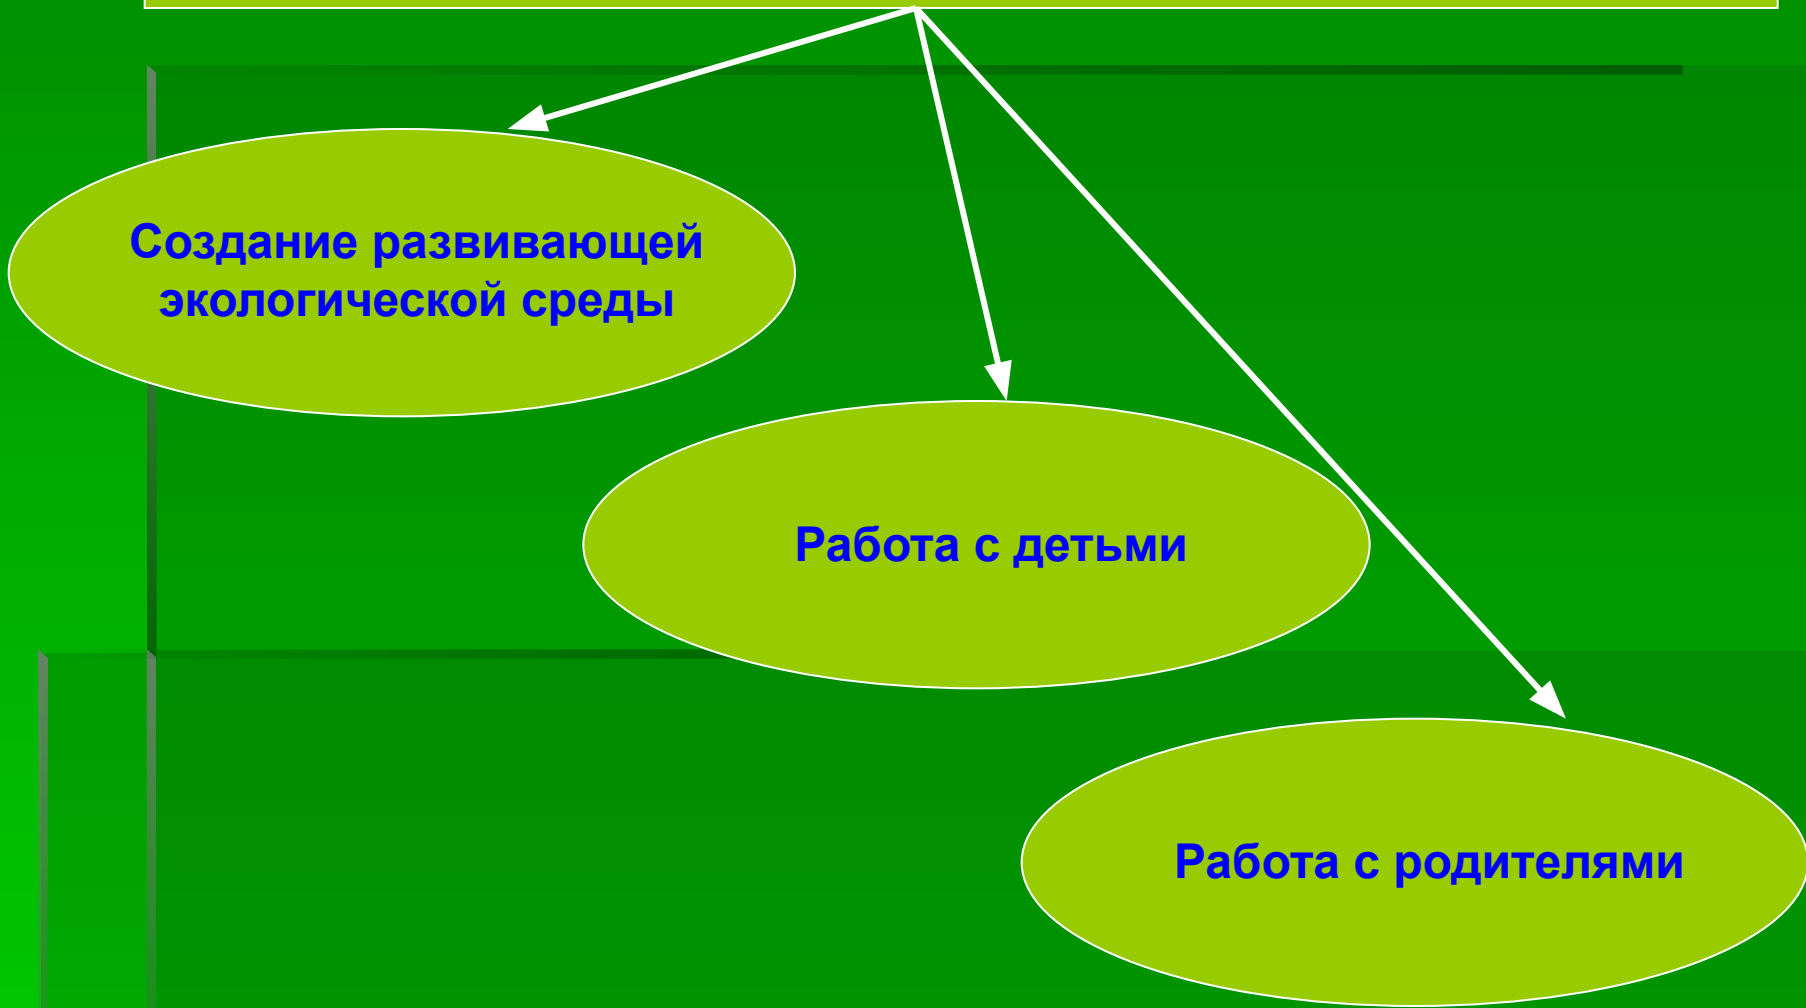 Создание развивающей
экологической среды
Работа с детьми
Работа с родителями